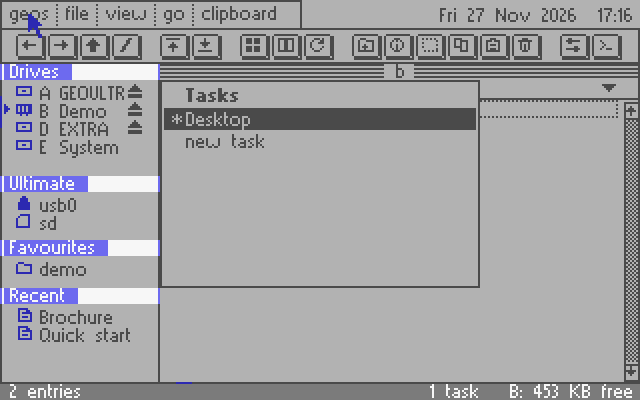 geos file view go clipboard Fri 27 Nov 2026 17:16
b
Drives
A GEOULTR
B Demo
D EXTRA
E System
Ultimate
usb0
sd
Favourites
demo
Recent
Brochure
Quick start
Tasks
*Desktop
new task
2 entries 1 task B: 453 KB free